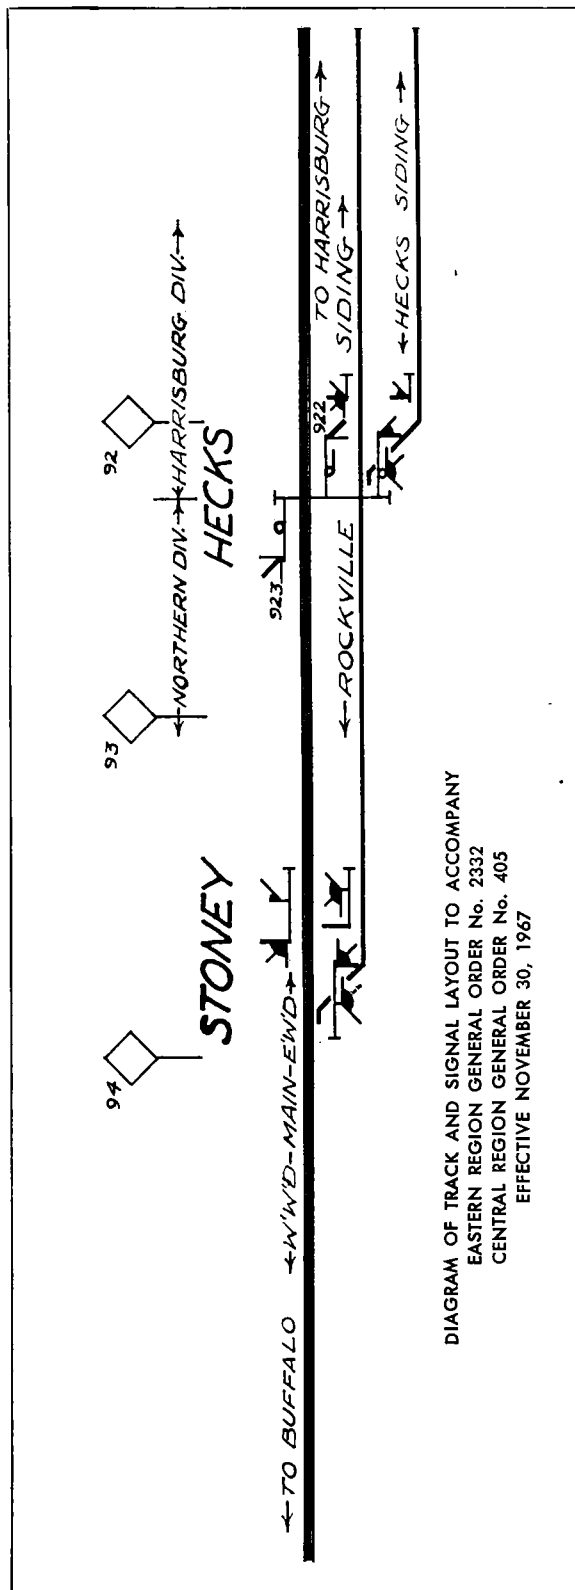 94
93
92
←NORTHERN DIV.→
←HARRISBURG DIV.→
STONEY
HECKS
923
922
←TO BUFFALO
←W'W'D-MAIN-E'W'D→
TO HARRISBURG→
←ROCKVILLE
SIDING→
←HECKS SIDING→
DIAGRAM OF TRACK AND SIGNAL LAYOUT TO ACCOMPANY
EASTERN REGION GENERAL ORDER No. 2332
CENTRAL REGION GENERAL ORDER No. 405
EFFECTIVE NOVEMBER 30, 1967